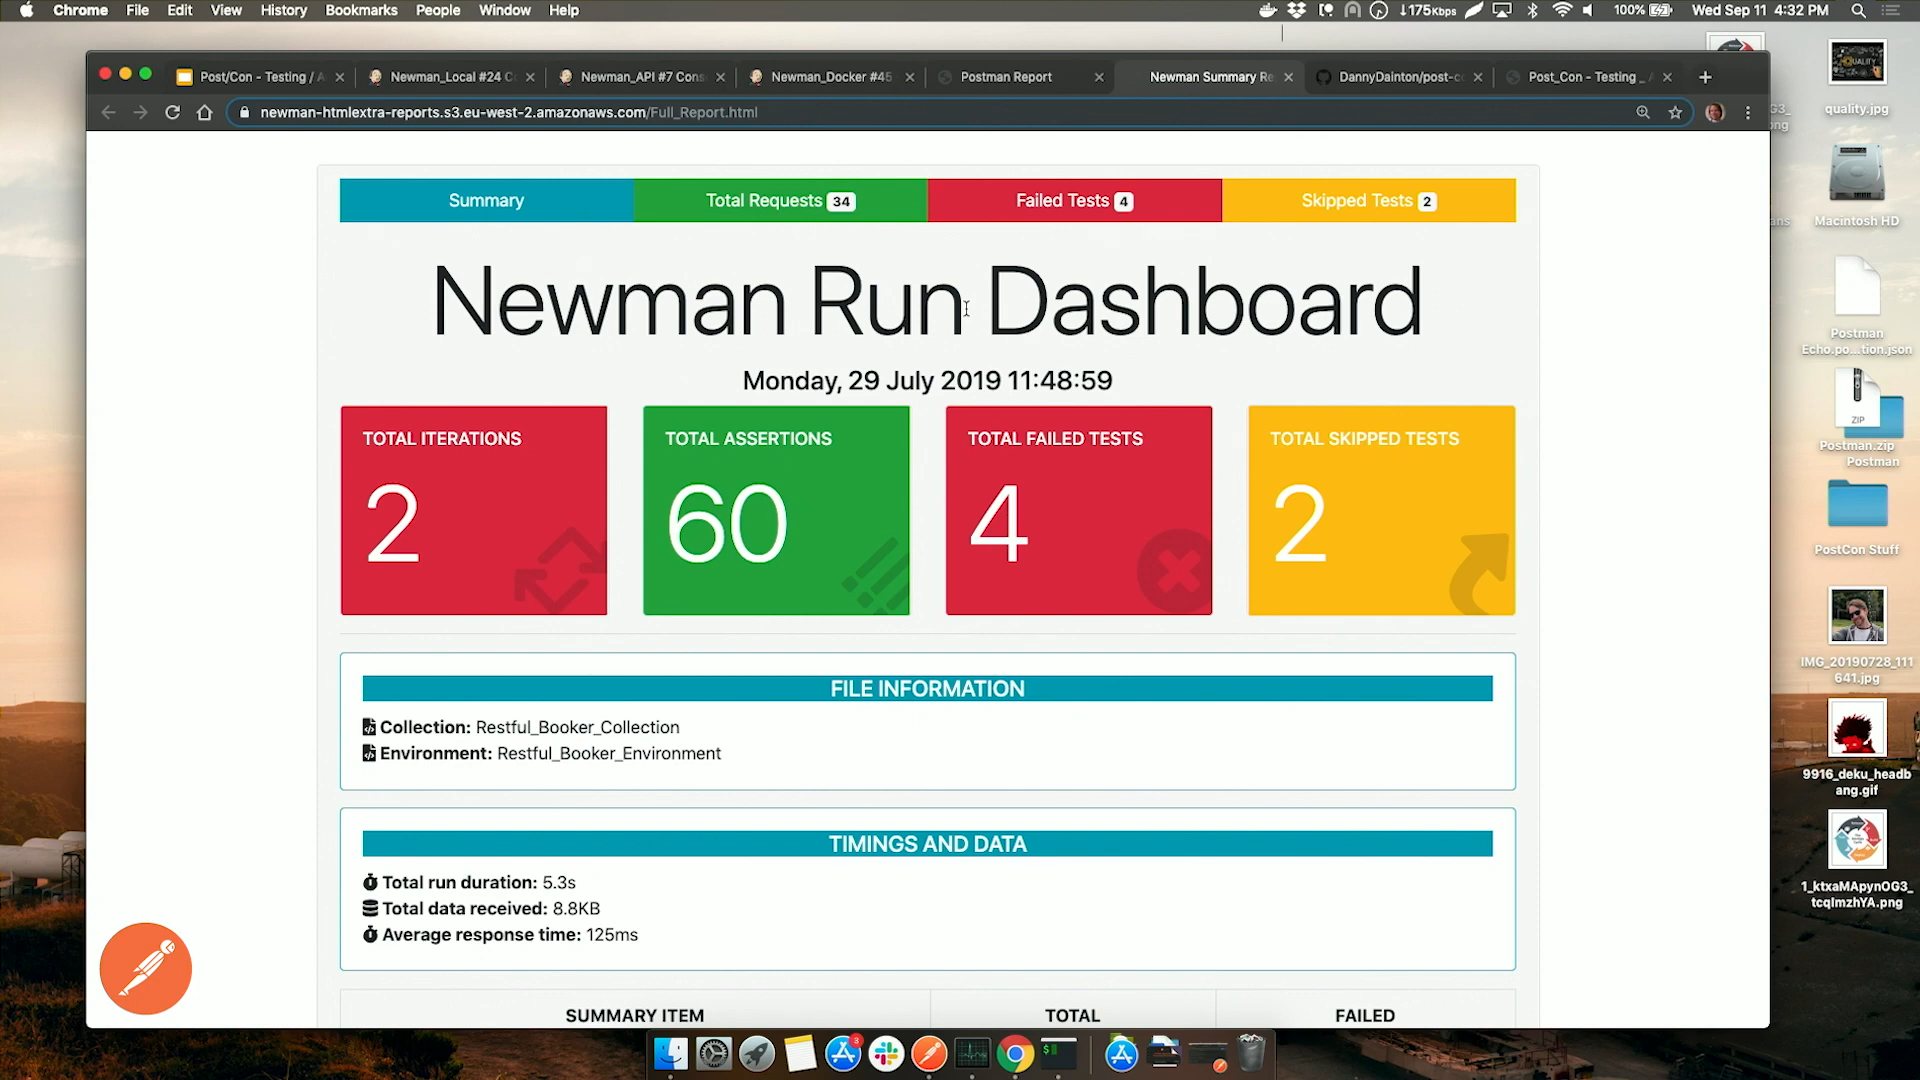 Chrome File Edit View History Bookmarks People Window Help
↓175Kbps 100% Wed Sep 11 4:32 PM
Post/Con - Testing / A
Newman_Local #24 C
Newman_API #7 Cons
Newman_Docker #45
Postman Report
Newman Summary Re
DannyDainton/post-c
Post_Con - Testing _ A
newman-htmlextra-reports.s3.eu-west-2.amazonaws.com/Full_Report.html
Summary
Total Requests 34
Failed Tests 4
Skipped Tests 2
Newman Run Dashboard
Monday, 29 July 2019 11:48:59
TOTAL ITERATIONS
2
TOTAL ASSERTIONS
60
TOTAL FAILED TESTS
4
TOTAL SKIPPED TESTS
2
FILE INFORMATION
Collection: Restful_Booker_Collection
Environment: Restful_Booker_Environment
TIMINGS AND DATA
Total run duration: 5.3s
Total data received: 8.8KB
Average response time: 125ms
SUMMARY ITEM TOTAL FAILED
QUALITY
quality.jpg
Macintosh HD
Postman
Echo.po...tion.json
ZIP
Postman.zip
Postman
PostCon Stuff
IMG_20190728_111
641.jpg
9916_deku_headb
ang.gif
1_ktxaMApynOG3_
tcqImzhYA.png
3